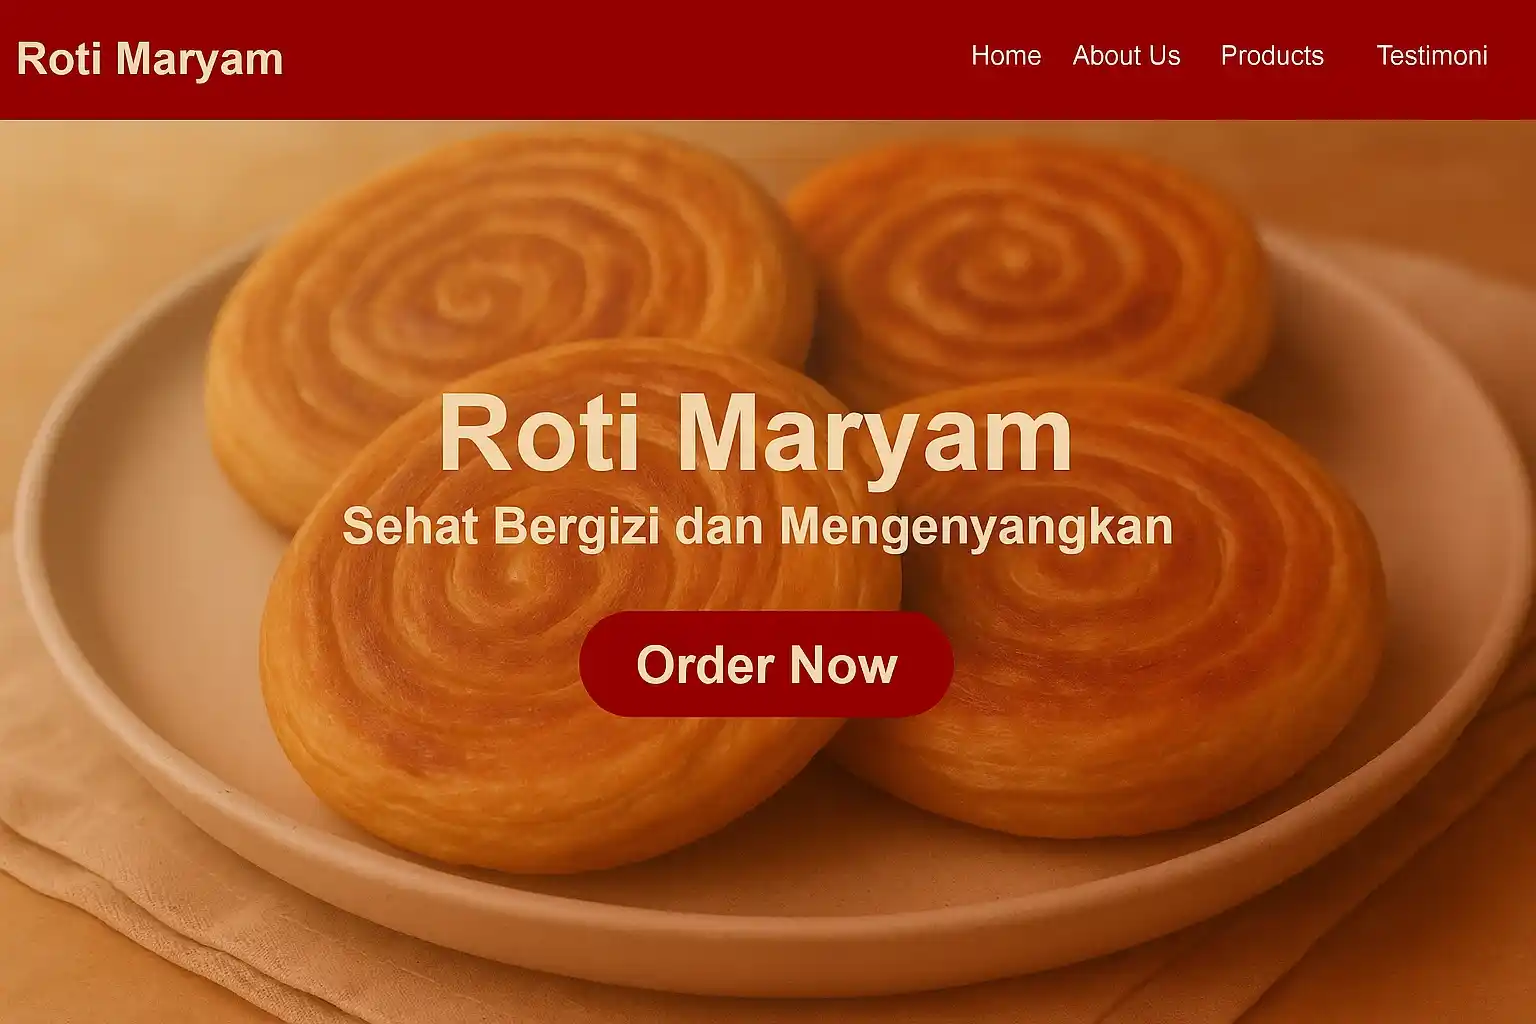 Roti Maryam
Home About Us Products Testimoni
Roti Maryam
Sehat Bergizi dan Mengenyangkan
Order Now